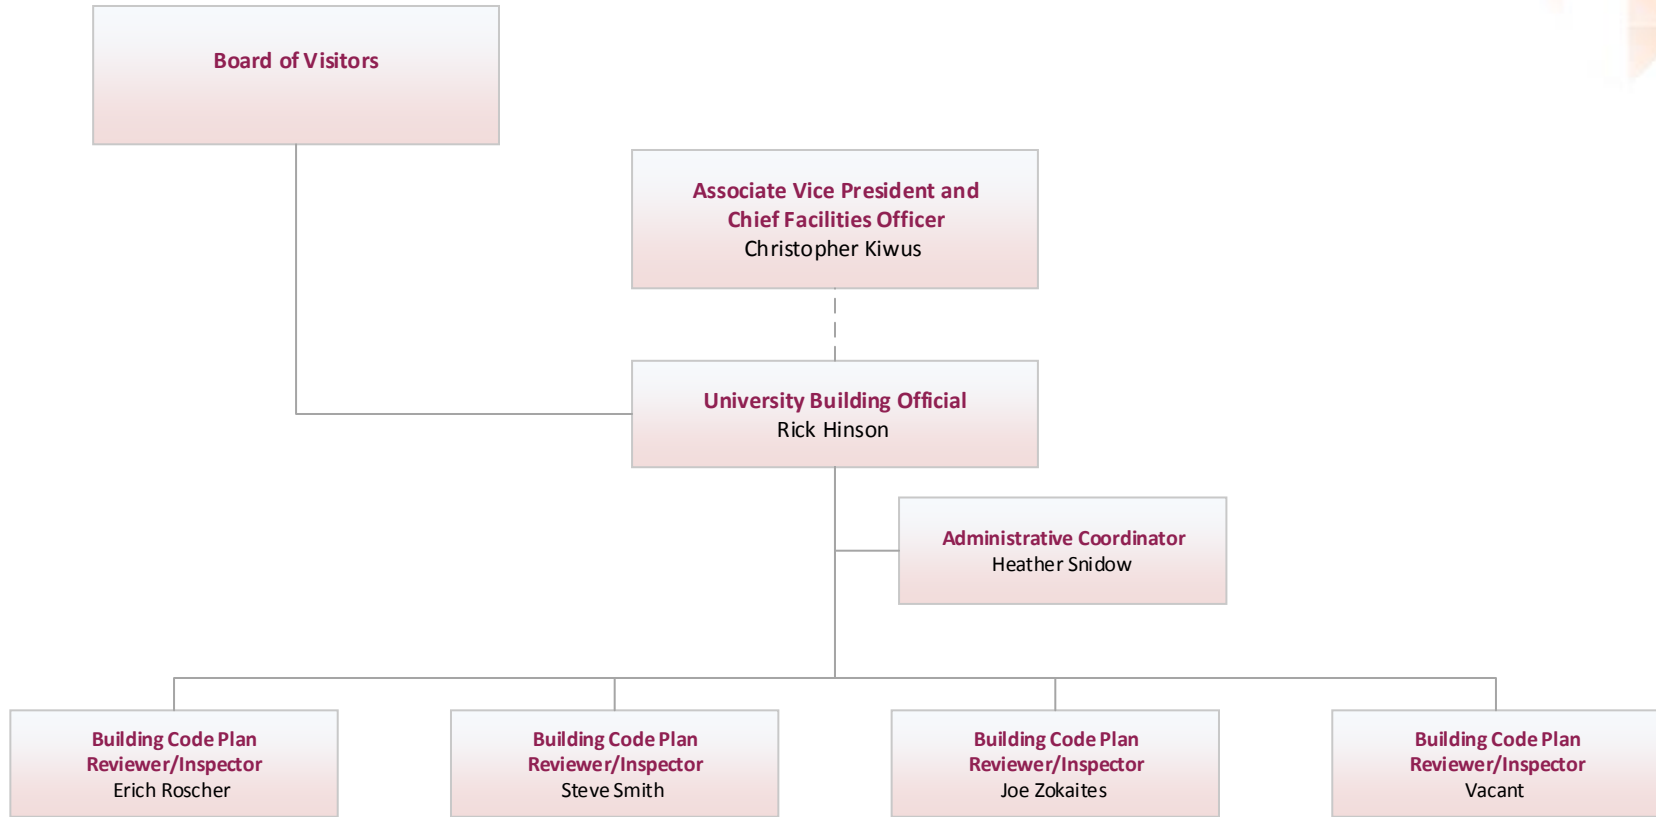 Board of Visitors
Associate Vice President and
Chief Facilities Officer
Christopher Kiwus
University Building Official
Rick Hinson
Administrative Coordinator
Heather Snidow
Building Code Plan
Reviewer/Inspector
Erich Roscher
Building Code Plan
Reviewer/Inspector
Steve Smith
Building Code Plan
Reviewer/Inspector
Joe Zokaites
Building Code Plan
Reviewer/Inspector
Vacant